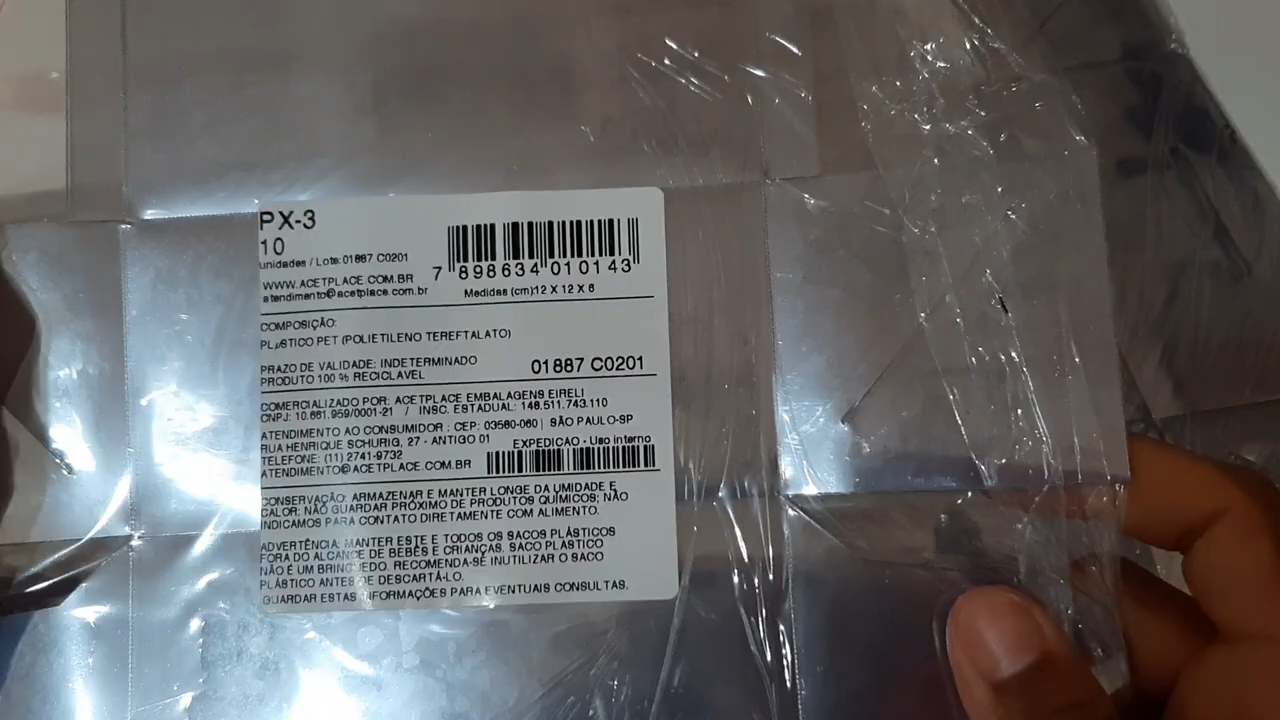 PX-3
10
unidades / Lote: 01887 C0201
WWW.ACETPLACE.COM.BR
atendimento@acetplace.com.br
7 898634 010143
Medidas (cm)12 X 12 X 6
COMPOSIÇÃO:
PLÁSTICO PET (POLIETILENO TEREFTALATO)
PRAZO DE VALIDADE: INDETERMINADO
PRODUTO 100 % RECICLAVEL
01887 C0201
COMERCIALIZADO POR: ACETPLACE EMBALAGENS EIRELI
CNPJ: 10.661.959/0001-21 / INSC. ESTADUAL: 148.511.743.110
ATENDIMENTO AO CONSUMIDOR : CEP: 03580-060 | SÃO PAULO-SP
RUA HENRIQUE SCHURIG, 27 - ANTIGO 01
TELEFONE: (11) 2741-9732
ATENDIMENTO@ACETPLACE.COM.BR
EXPEDICAO - Uso interno
CONSERVAÇÃO: ARMAZENAR E MANTER LONGE DA UMIDADE E
CALOR; NÃO GUARDAR PRÓXIMO DE PRODUTOS QUÍMICOS; NÃO
INDICAMOS PARA CONTATO DIRETAMENTE COM ALIMENTO.
ADVERTÊNCIA: MANTER ESTE E TODOS OS SACOS PLÁSTICOS
FORA DO ALCANCE DE BEBÊS E CRIANÇAS. SACO PLASTICO
NÃO É UM BRINQUEDO. RECOMENDA-SE INUTILIZAR O SACO
PLÁSTICO ANTES DE DESCARTÁ-LO.
GUARDAR ESTAS INFORMAÇÕES PARA EVENTUAIS CONSULTAS.